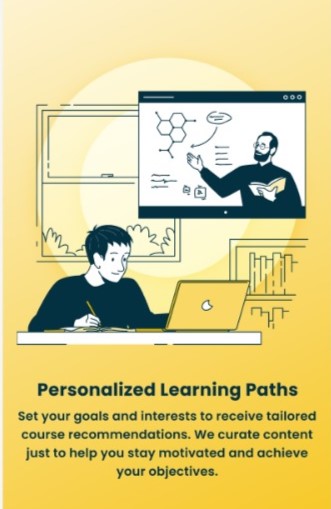 Personalized Learning Paths
Set your goals and interests to receive tailored
course recommendations. We curate content
just to help you stay motivated and achieve
your objectives.